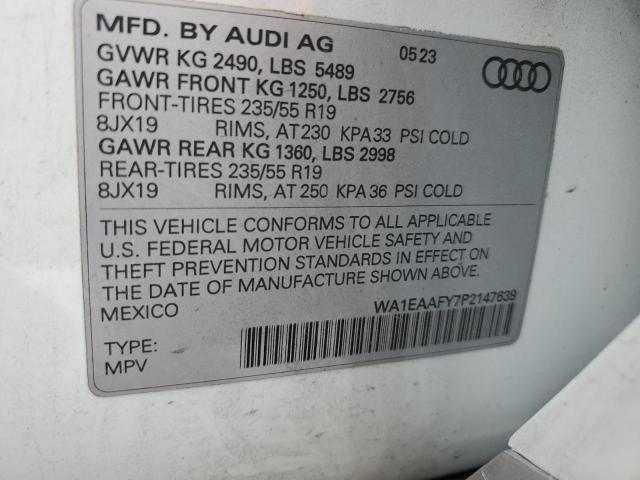 MFD. BY AUDI AG 05 23
GVWR KG 2490, LBS 5489
GAWR FRONT KG 1250, LBS 2756
FRONT-TIRES 235/55 R19
8JX19 RIMS, AT 230 KPA 33 PSI COLD
GAWR REAR KG 1360, LBS 2998
REAR-TIRES 235/55 R19
8JX19 RIMS, AT 250 KPA 36 PSI COLD
THIS VEHICLE CONFORMS TO ALL APPLICABLE
U.S. FEDERAL MOTOR VEHICLE SAFETY AND
THEFT PREVENTION STANDARDS IN EFFECT ON
THE DATE OF MANUFACTURE SHOWN ABOVE.
MEXICO
WA1EAAFY7P2147639
TYPE:
MPV